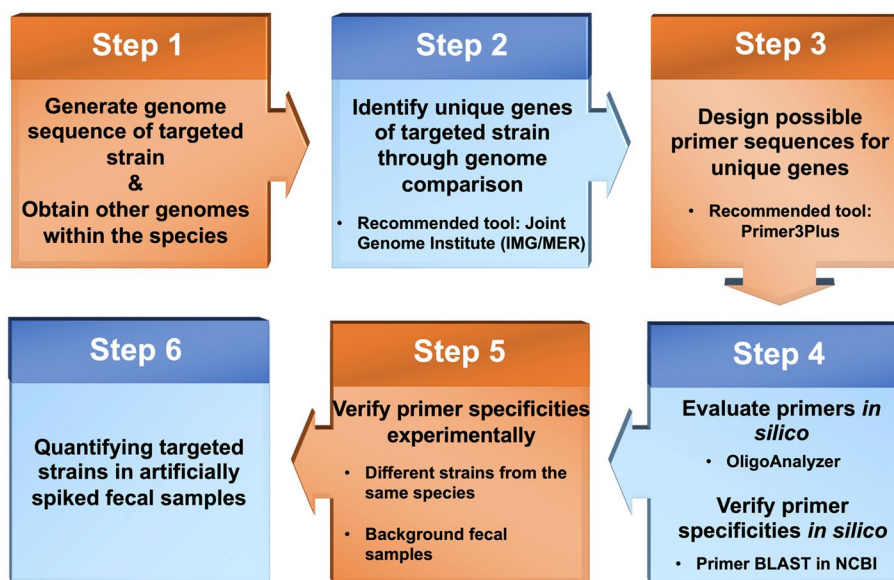 Step 1
Generate genome
sequence of targeted
strain
&
Obtain other genomes
within the species
Step 2
Identify unique genes
of targeted strain
through genome
comparison
• Recommended tool: Joint
Genome Institute (IMG/MER)
Step 3
Design possible
primer sequences for
unique genes
• Recommended tool:
Primer3Plus
Step 4
Evaluate primers in
silico
• OligoAnalyzer
Verify primer
specificities in silico
• Primer BLAST in NCBI
Step 5
Verify primer specificities
experimentally
• Different strains from the
same species
• Background fecal
samples
Step 6
Quantifying targeted
strains in artificially
spiked fecal samples